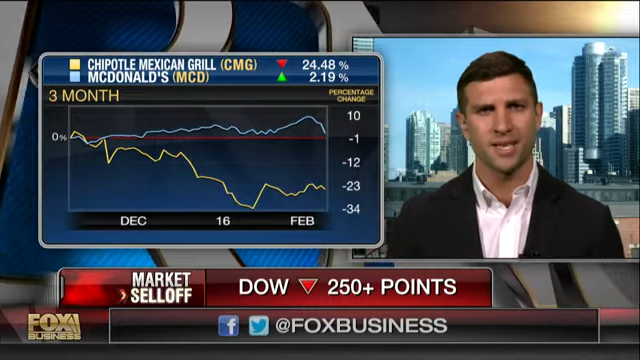 CHIPOTLE MEXICAN GRILL (CMG) ▼ 24.48 %
MCDONALD'S (MCD) ▲ 2.19 %
3 MONTH
PERCENTAGE
CHANGE
10
0%
-1
-12
-23
-34
DEC 16 FEB
MARKET
SELLOFF
DOW ▼ 250+ POINTS
FOX
BUSINESS
@FOXBUSINESS